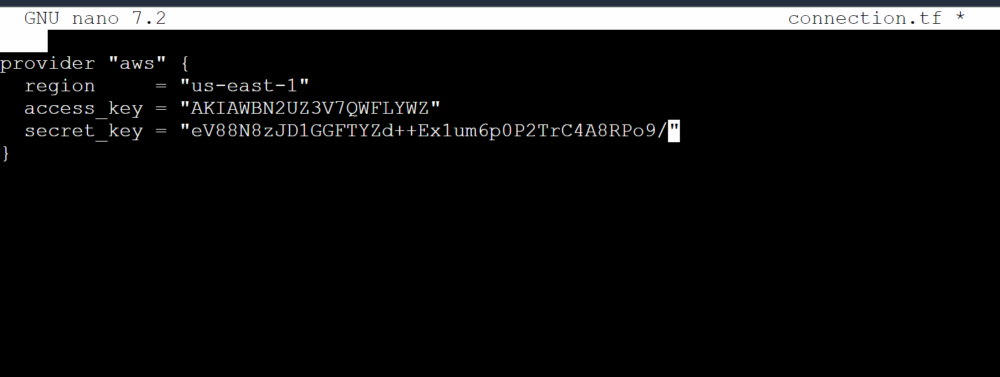 GNU nano 7.2 connection.tf *
provider "aws" {
region = "us-east-1"
access_key = "AKIAWBN2UZ3V7QWFLYWZ"
secret_key = "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"
}